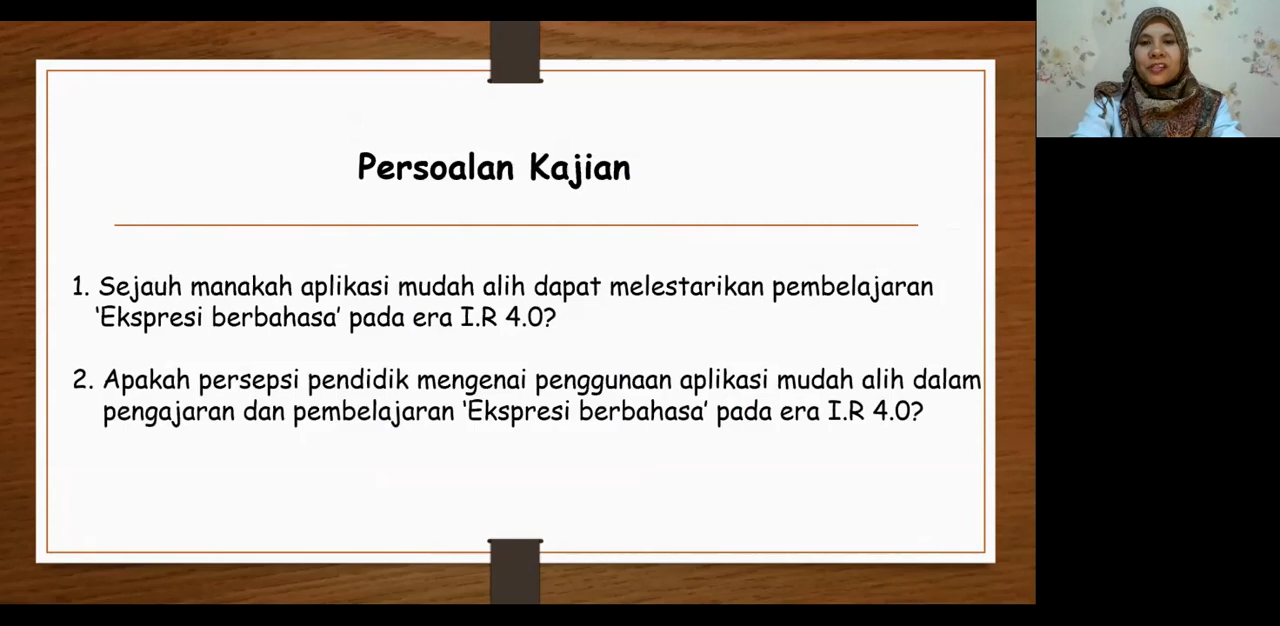 Persoalan Kajian
1. Sejauh manakah aplikasi mudah alih dapat melestarikan pembelajaran
‘Ekspresi berbahasa’ pada era I.R 4.0?
2. Apakah persepsi pendidik mengenai penggunaan aplikasi mudah alih dalam
pengajaran dan pembelajaran ‘Ekspresi berbahasa’ pada era I.R 4.0?